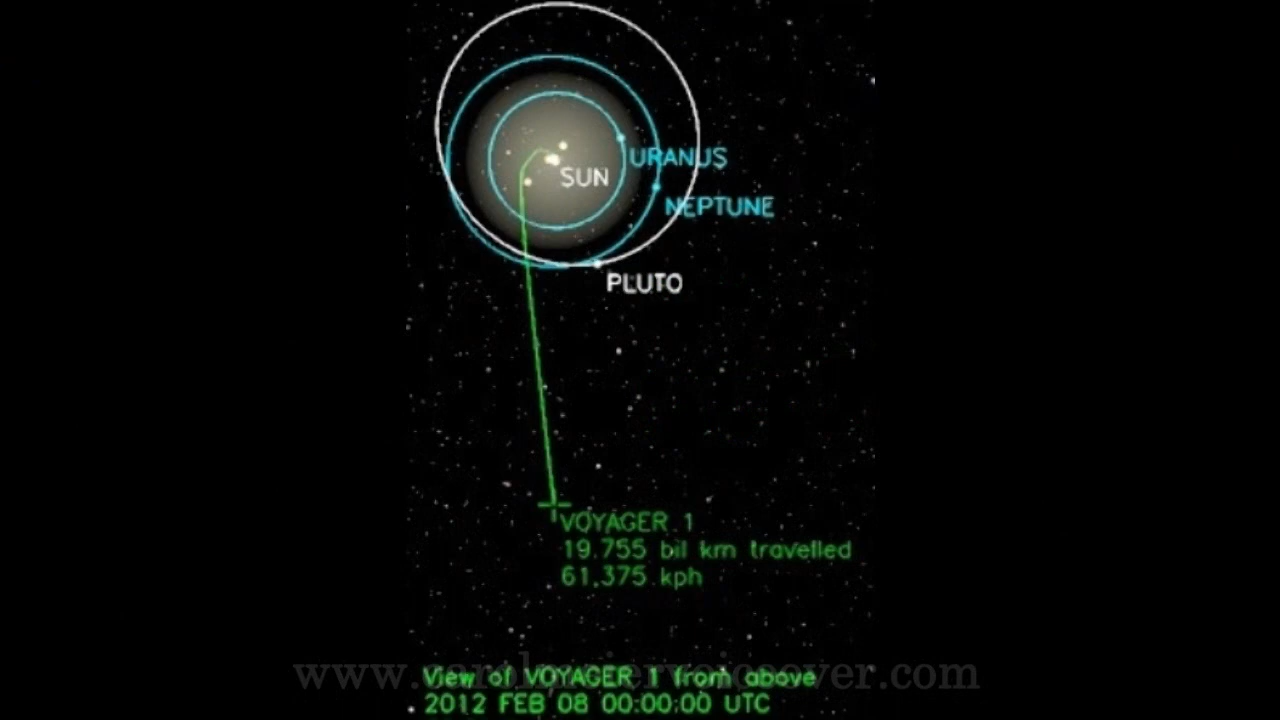 URANUS
SUN
NEPTUNE
PLUTO
VOYAGER 1
19.755 bil km travelled
61,375 kph
View of VOYAGER 1 from above
2012 FEB 08 00:00:00 UTC